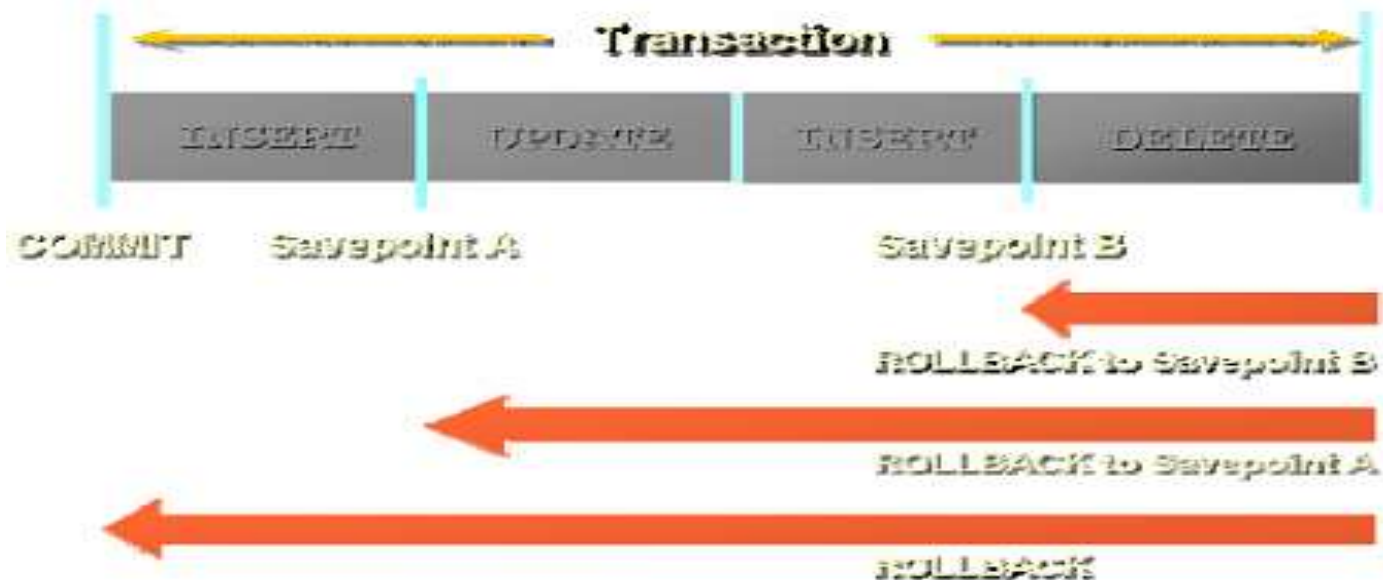 Transaction
INSERT UPDATE INSERT DELETE
COMMIT Savepoint A Savepoint B
ROLLBACK to Savepoint B
ROLLBACK to Savepoint A
ROLLBACK